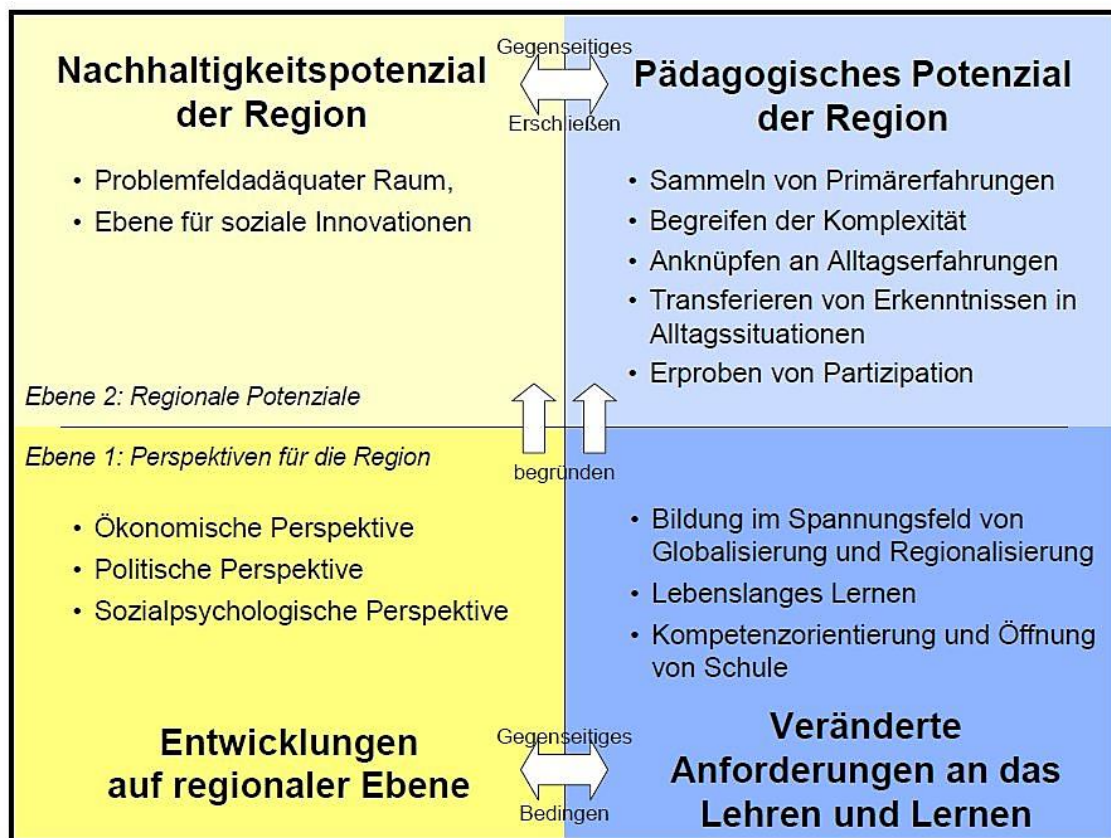 Nachhaltigkeitspotenzial
der Region
• Problemfeldadäquater Raum,
• Ebene für soziale Innovationen
Ebene 2: Regionale Potenziale
Gegenseitiges
Erschließen
Pädagogisches Potenzial
der Region
• Sammeln von Primärerfahrungen
• Begreifen der Komplexität
• Anknüpfen an Alltagserfahrungen
• Transferieren von Erkenntnissen in
Alltagssituationen
• Erproben von Partizipation
Ebene 1: Perspektiven für die Region
begründen
• Ökonomische Perspektive
• Politische Perspektive
• Sozialpsychologische Perspektive
Entwicklungen
auf regionaler Ebene
Gegenseitiges
Bedingen
• Bildung im Spannungsfeld von
Globalisierung und Regionalisierung
• Lebenslanges Lernen
• Kompetenzorientierung und Öffnung
von Schule
Veränderte
Anforderungen an das
Lehren und Lernen